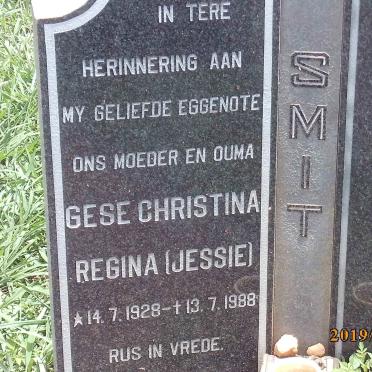 IN TERE
HERINNERING AAN
MY GELIEFDE EGGENOTE
ONS MOEDER EN OUMA
GESE CHRISTINA
REGINA (JESSIE)
★14.7.1928-†13.7.1988
RUS IN VREDE.
SMIT
2019/